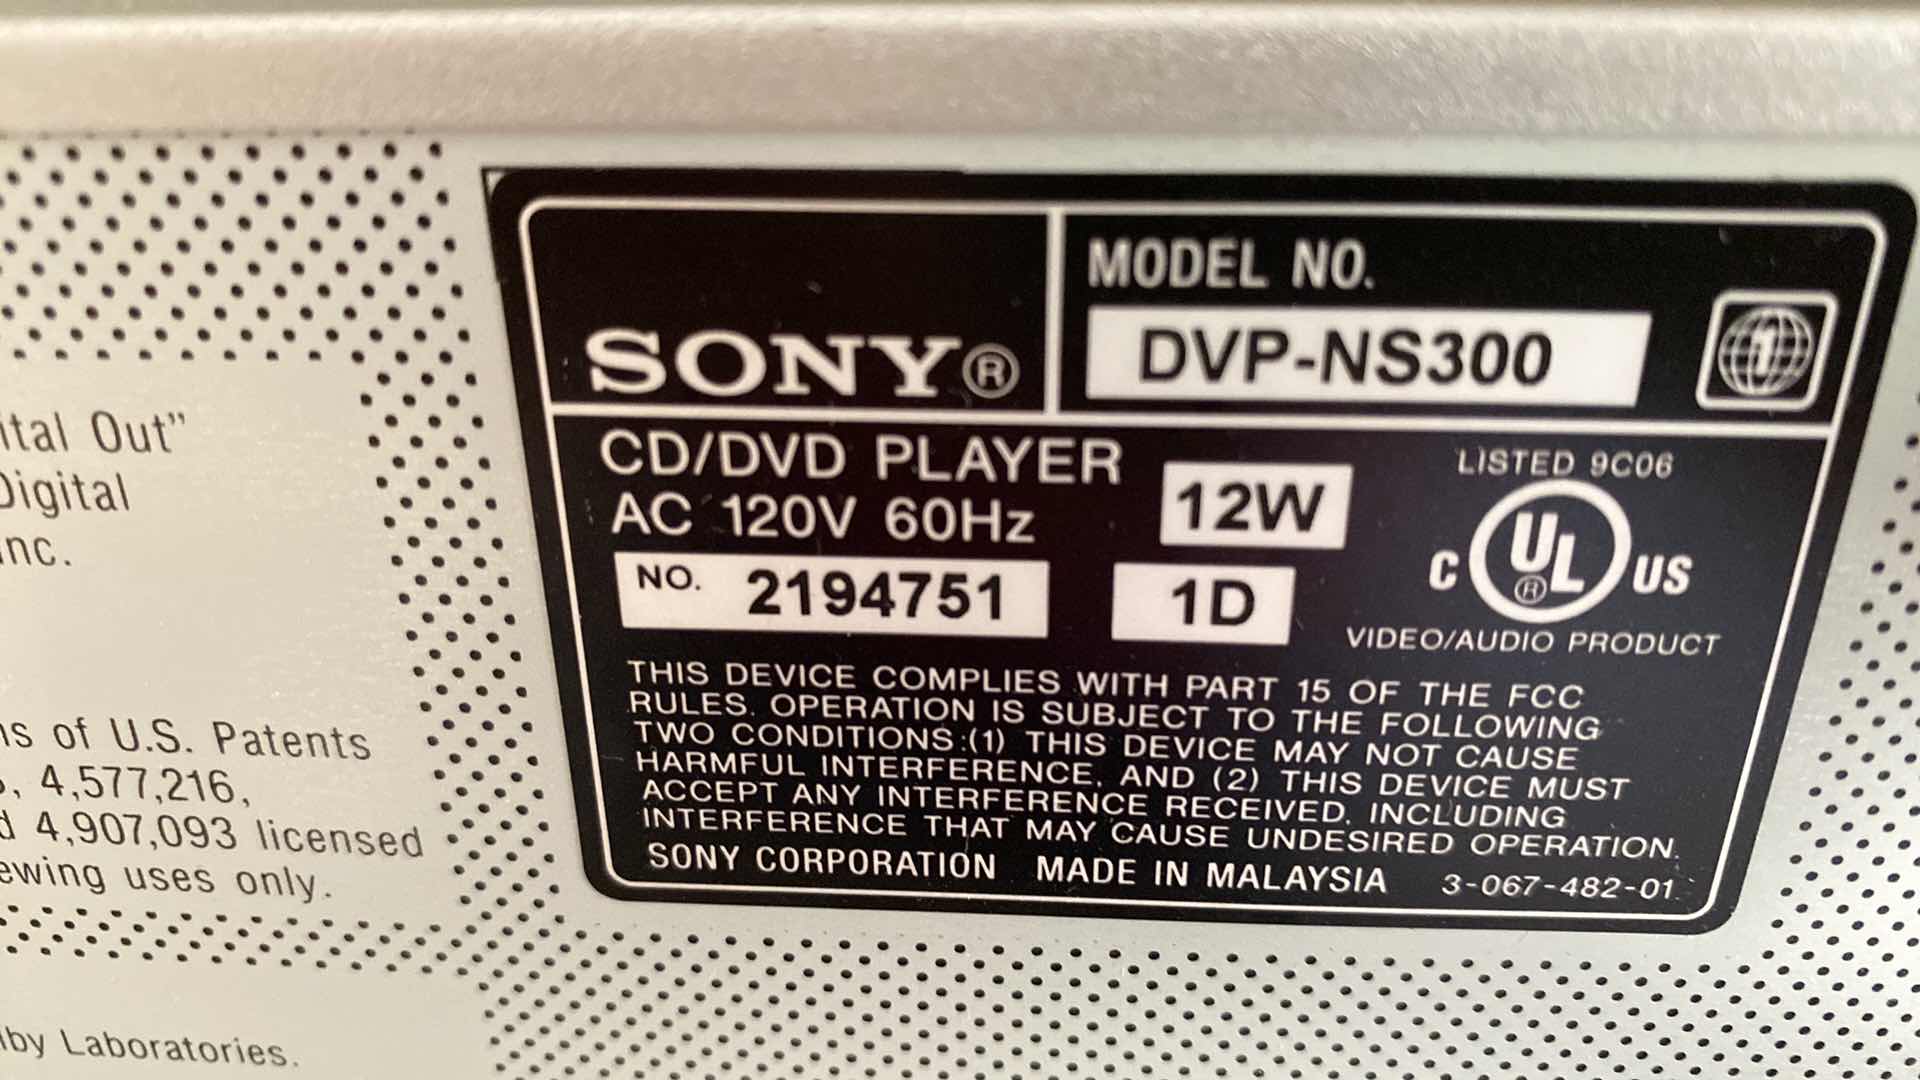 ital Out”
Digital
nc.
ns of U.S. Patents
, 4,577,216,
d 4,907,093 licensed
ewing uses only.
lby Laboratories.
SONY®
MODEL NO.
DVP-NS300
1
CD/DVD PLAYER
AC 120V 60Hz
12W
NO. 2194751
1D
LISTED 9C06
C UL® US
VIDEO/AUDIO PRODUCT
THIS DEVICE COMPLIES WITH PART 15 OF THE FCC
RULES. OPERATION IS SUBJECT TO THE FOLLOWING
TWO CONDITIONS:(1) THIS DEVICE MAY NOT CAUSE
HARMFUL INTERFERENCE, AND (2) THIS DEVICE MUST
ACCEPT ANY INTERFERENCE RECEIVED, INCLUDING
INTERFERENCE THAT MAY CAUSE UNDESIRED OPERATION.
SONY CORPORATION MADE IN MALAYSIA 3-067-482-01